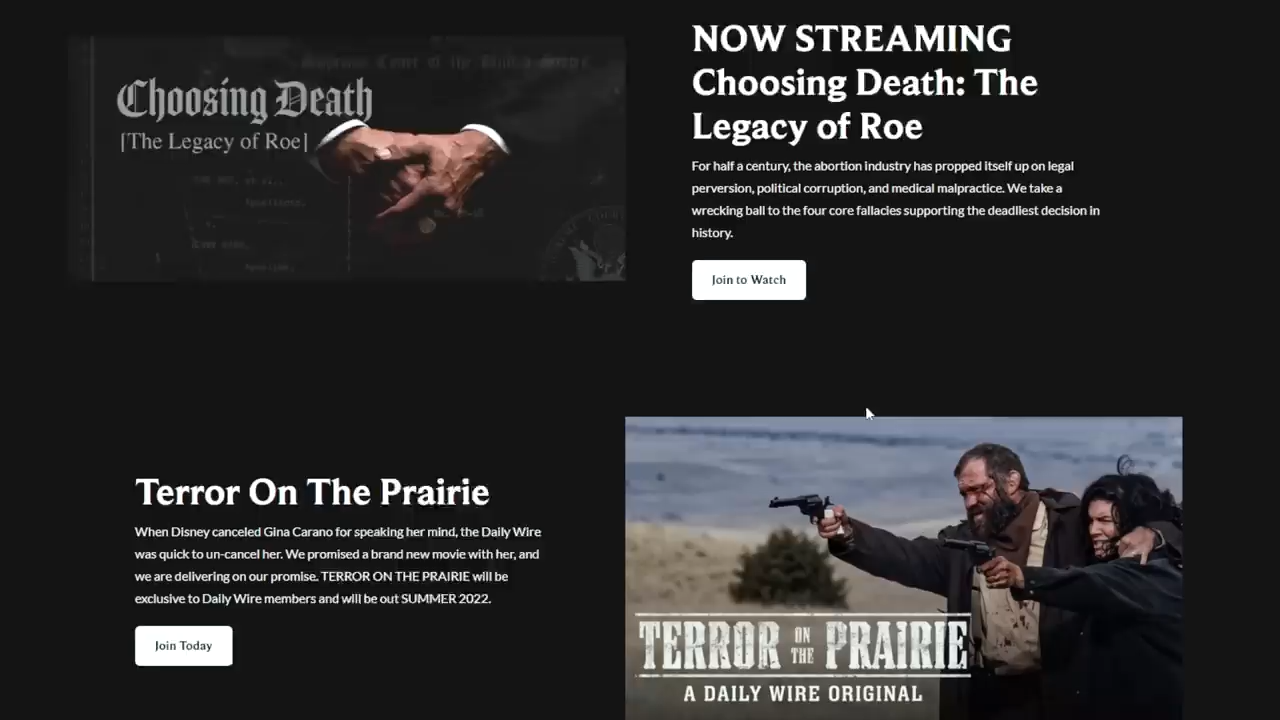 Choosing Death
[The Legacy of Roe]
NOW STREAMING
Choosing Death: The
Legacy of Roe
For half a century, the abortion industry has propped itself up on legal
perversion, political corruption, and medical malpractice. We take a
wrecking ball to the four core fallacies supporting the deadliest decision in
history.
Join to Watch
Terror On The Prairie
When Disney canceled Gina Carano for speaking her mind, the Daily Wire
was quick to un-cancel her. We promised a brand new movie with her, and
we are delivering on our promise. TERROR ON THE PRAIRIE will be
exclusive to Daily Wire members and will be out SUMMER 2022.
Join Today
TERROR ON THE PRAIRIE
A DAILY WIRE ORIGINAL